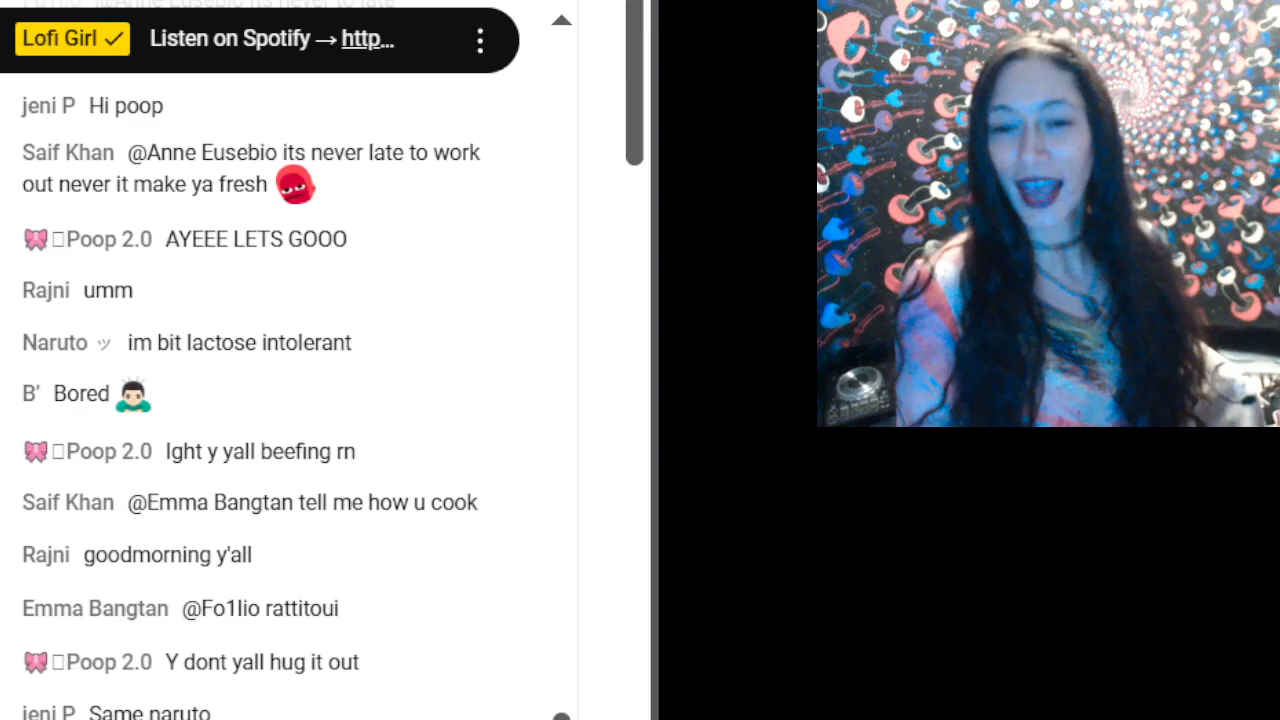 Lofi Girl ✓ Listen on Spotify → http...
jeni P Hi poop
Saif Khan @Anne Eusebio its never late to work
out never it make ya fresh
🎀□Poop 2.0 AYEEE LETS GOOO
Rajni umm
Naruto ッ im bit lactose intolerant
B' Bored 🙇🏻‍♂️
🎀□Poop 2.0 Ight y yall beefing rn
Saif Khan @Emma Bangtan tell me how u cook
Rajni goodmorning y'all
Emma Bangtan @Fo1lio rattitoui
🎀□Poop 2.0 Y dont yall hug it out
jeni P Same naruto